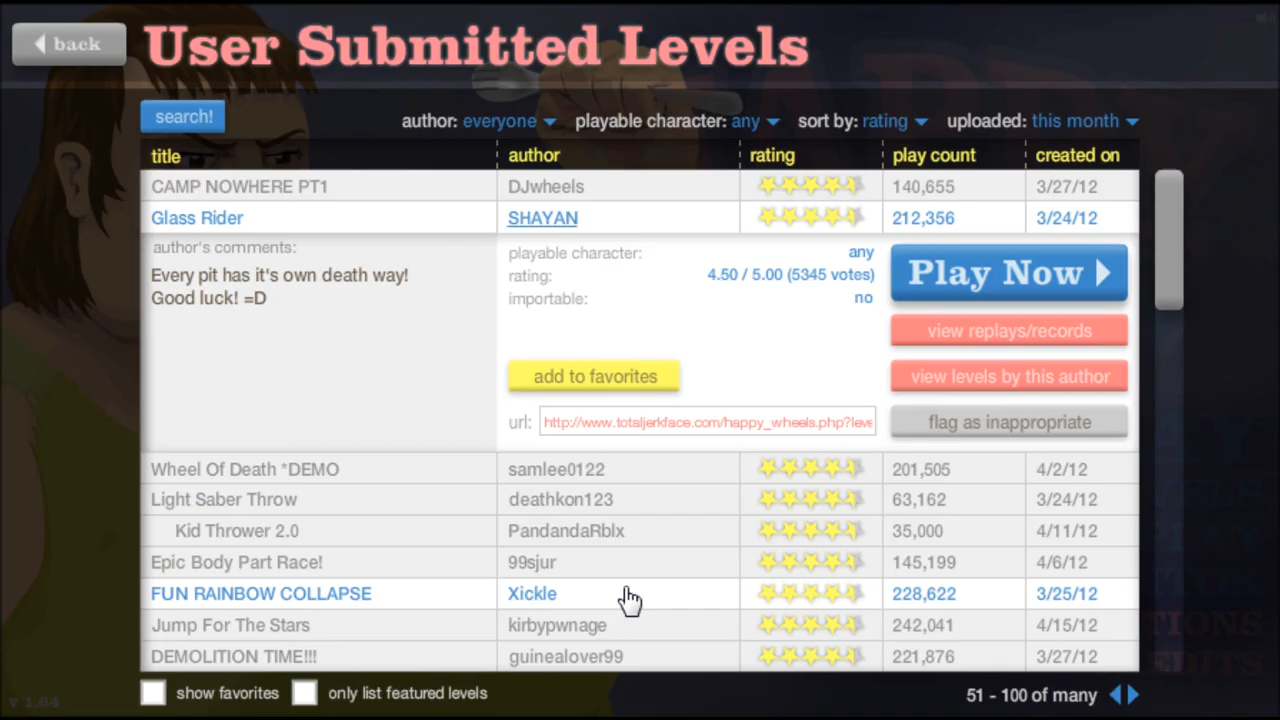 back
User Submitted Levels
search!
author: everyone playable character: any sort by: rating uploaded: this month
title author rating play count created on
CAMP NOWHERE PT1 DJwheels 140,655 3/27/12
Glass Rider SHAYAN 212,356 3/24/12
author's comments:
Every pit has it's own death way!
Good luck! =D
playable character: any
rating: 4.50 / 5.00 (5345 votes)
importable: no
add to favorites
url: http://www.totaljerkface.com/happy_wheels.php?leve
Play Now
view replays/records
view levels by this author
flag as inappropriate
Wheel Of Death *DEMO samlee0122 201,505 4/2/12
Light Saber Throw deathkon123 63,162 3/24/12
Kid Thrower 2.0 PandandaRblx 35,000 4/11/12
Epic Body Part Race! 99sjur 145,199 4/6/12
FUN RAINBOW COLLAPSE Xickle 228,622 3/25/12
Jump For The Stars kirbypwnage 242,041 4/15/12
DEMOLITION TIME!!! guinealover99 221,876 3/27/12
show favorites only list featured levels 51 - 100 of many
v 1.64